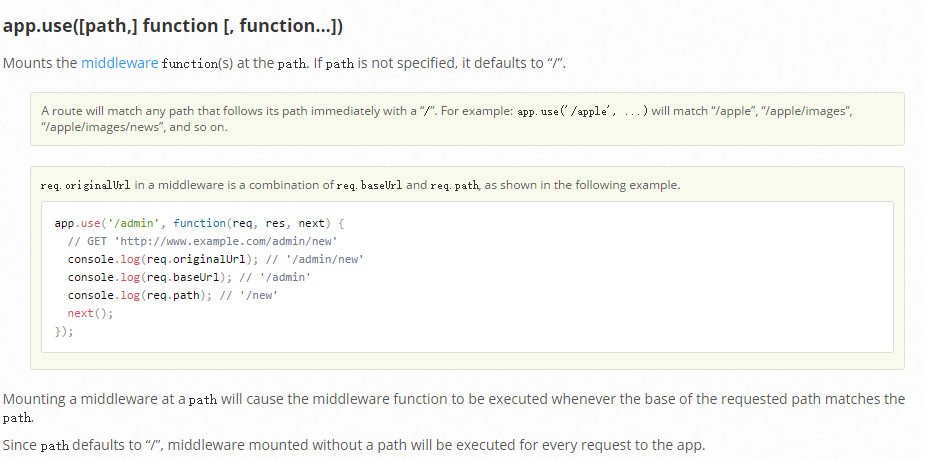 app.use([path,] function [, function...])
Mounts the middleware function(s) at the path. If path is not specified, it defaults to “/”.
A route will match any path that follows its path immediately with a “/”. For example: app.use('/apple', ...) will match “/apple”, “/apple/images”,
“/apple/images/news”, and so on.
req.originalUrl in a middleware is a combination of req.baseUrl and req.path, as shown in the following example.
app.use('/admin', function(req, res, next) {
  // GET 'http://www.example.com/admin/new'
  console.log(req.originalUrl); // '/admin/new'
  console.log(req.baseUrl); // '/admin'
  console.log(req.path); // '/new'
  next();
});
Mounting a middleware at a path will cause the middleware function to be executed whenever the base of the requested path matches the
path.
Since path defaults to “/”, middleware mounted without a path will be executed for every request to the app.